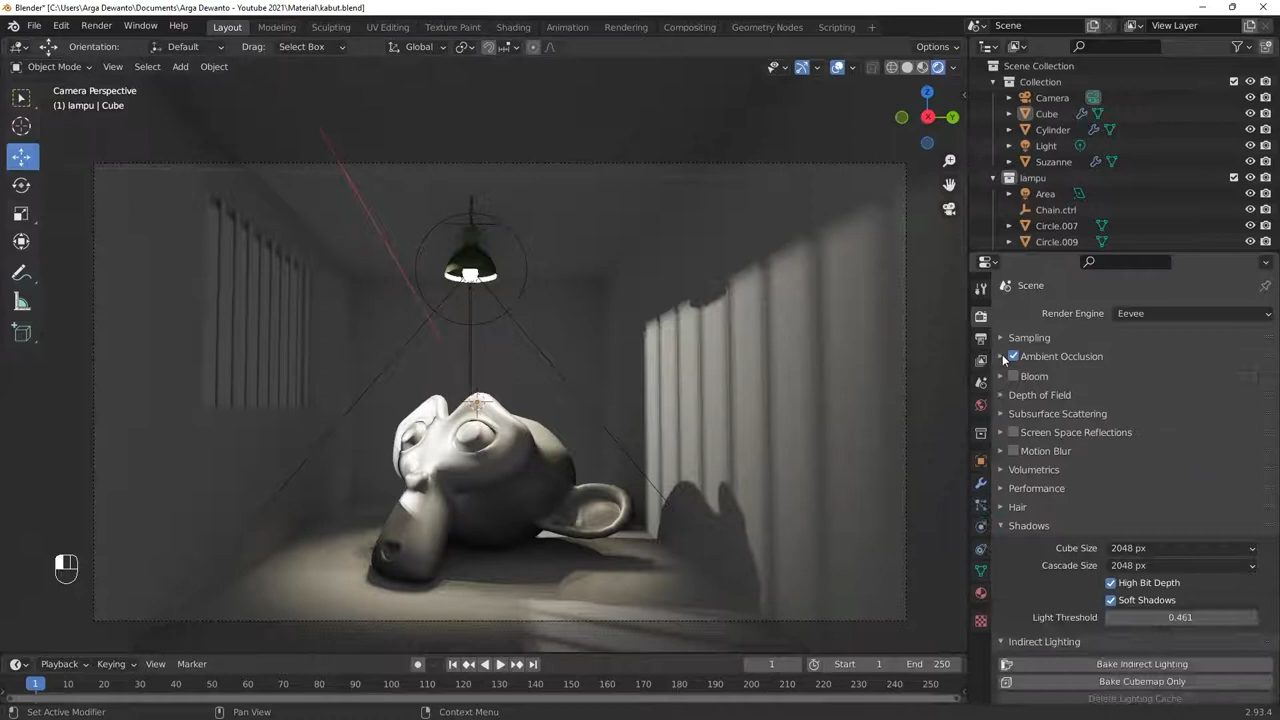 Blender* [C:\Users\Arga Dewanto\Documents\Arga Dewanto - Youtube 2021\Material\kabut.blend]
File Edit Render Window Help Layout Modeling Sculpting UV Editing Texture Paint Shading Animation Rendering Compositing Geometry Nodes Scripting + Scene View Layer
Orientation: Default Drag: Select Box Global Options
Object Mode View Select Add Object
Camera Perspective
(1) lampu | Cube
Z
X
Y
Scene Collection
Collection
Camera
Cube
Cylinder
Light
Suzanne
lampu
Area
Chain.ctrl
Circle.007
Circle.009
Scene
Render Engine Eevee
Sampling
Ambient Occlusion
Bloom
Depth of Field
Subsurface Scattering
Screen Space Reflections
Motion Blur
Volumetrics
Performance
Hair
Shadows
Cube Size 2048 px
Cascade Size 2048 px
High Bit Depth
Soft Shadows
Light Threshold 0.461
Indirect Lighting
Bake Indirect Lighting
Bake Cubemap Only
Delete Lighting Cache
Playback Keying View Marker 1 Start 1 End 250
1 10 20 30 40 50 60 70 80 90 100 110 120 130 140 150 160 170 180 190 200 210 220 230 240 250
Set Active Modifier Pan View Context Menu 2.93.4